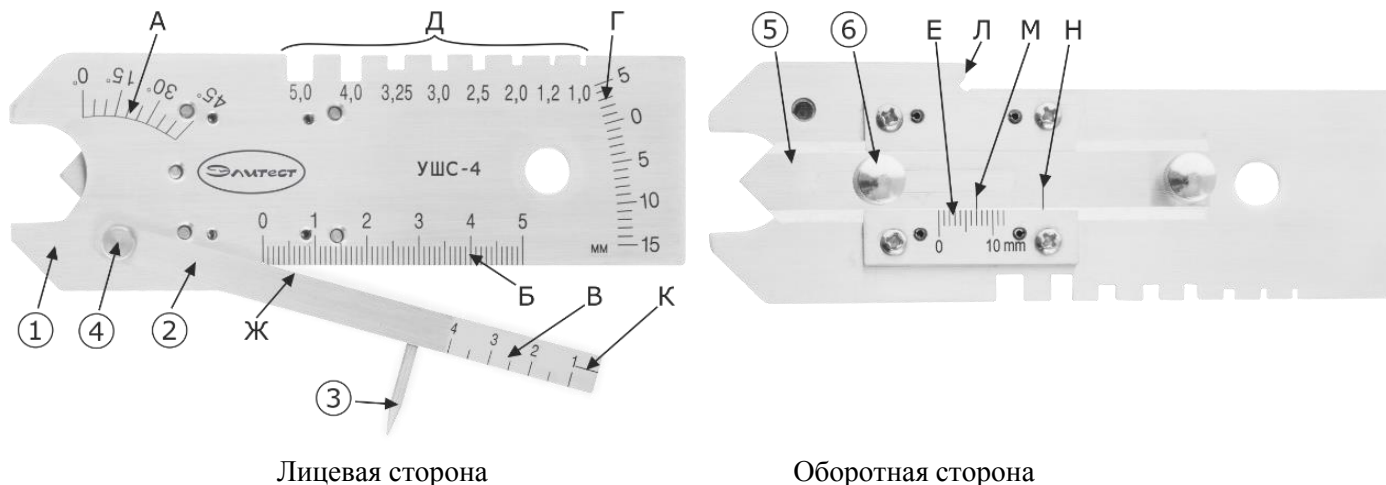 А Д Г 5 6 Е Л М Н
0° 15° 30° 45°
5,0 4,0 3,25 3,0 2,5 2,0 1,2 1,0
5 0 5 10 15
мм
Элитест
УШС-4
0 1 2 3 4 5
0 10 mm
4 3 2 1
1 4 2 Ж Б В К
3
Лицевая сторона Оборотная сторона